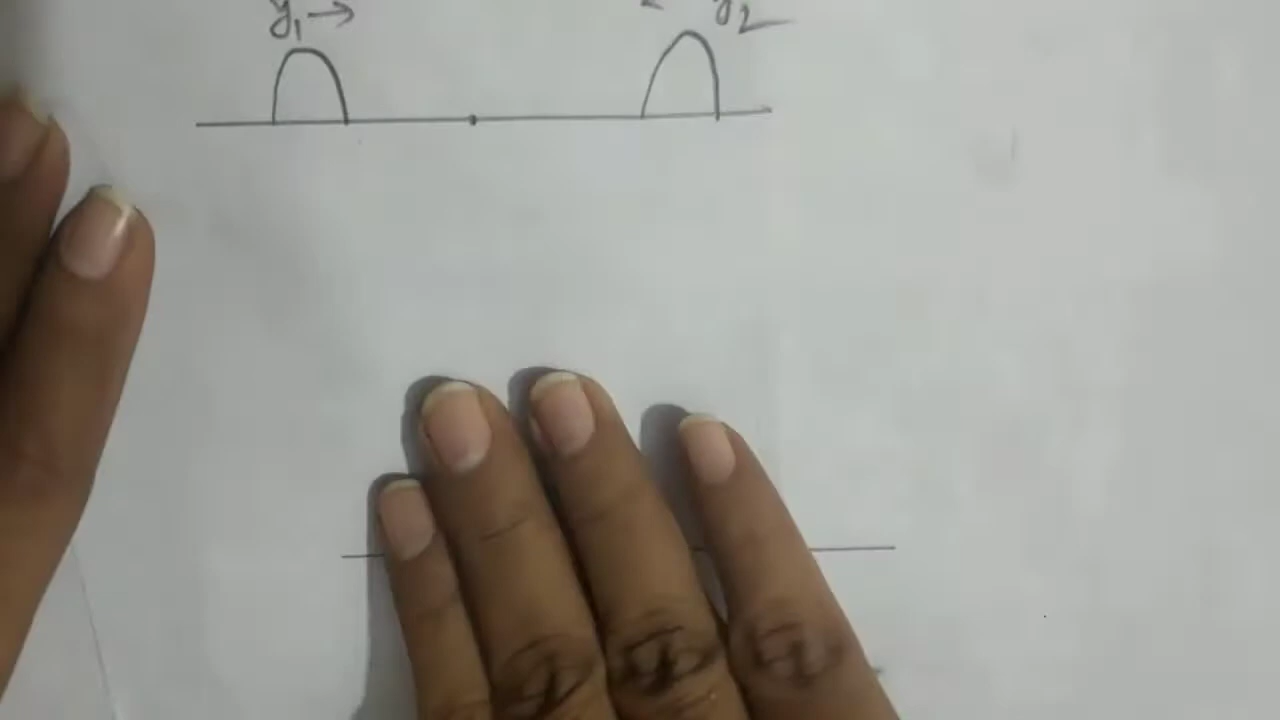 y₁ → ← y₂